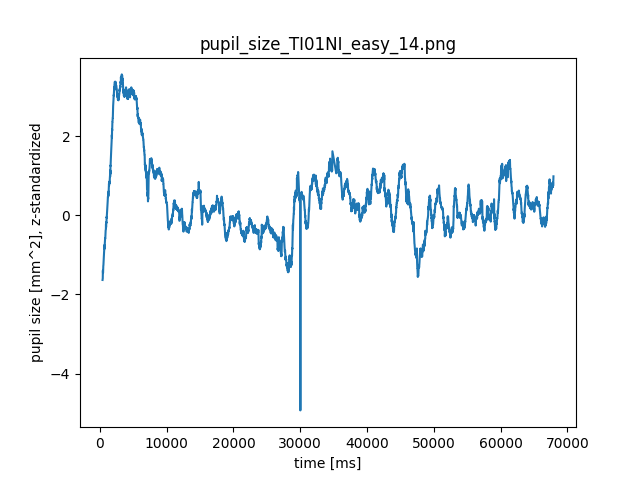 pupil_size_TI01NI_easy_14.png
pupil size [mm^2], z-standardized
2
0
−2
−4
0 10000 20000 30000 40000 50000 60000 70000
time [ms]